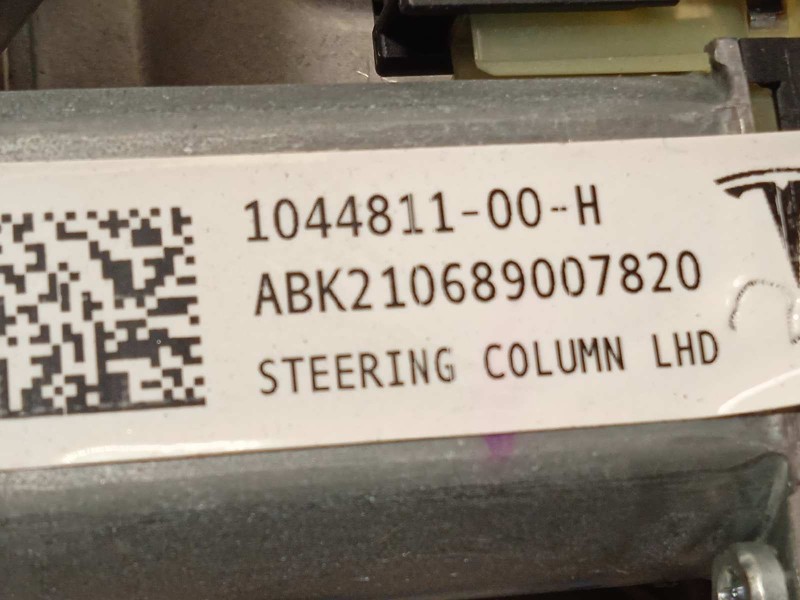 1044811-00-H
ABK210689007820
STEERING COLUMN LHD